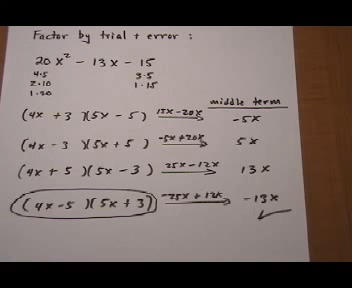 Factor by trial + error :
20x² - 13x - 15
4·5 3·5
2·10 1·15
1·20
middle term
(4x + 3)(5x - 5) 15x-20x -5x
(4x - 3)(5x + 5) -5x+20x 5x
(4x + 5)(5x - 3) 25x-12x 13x
(4x - 5)(5x + 3) -25x+12x -13x